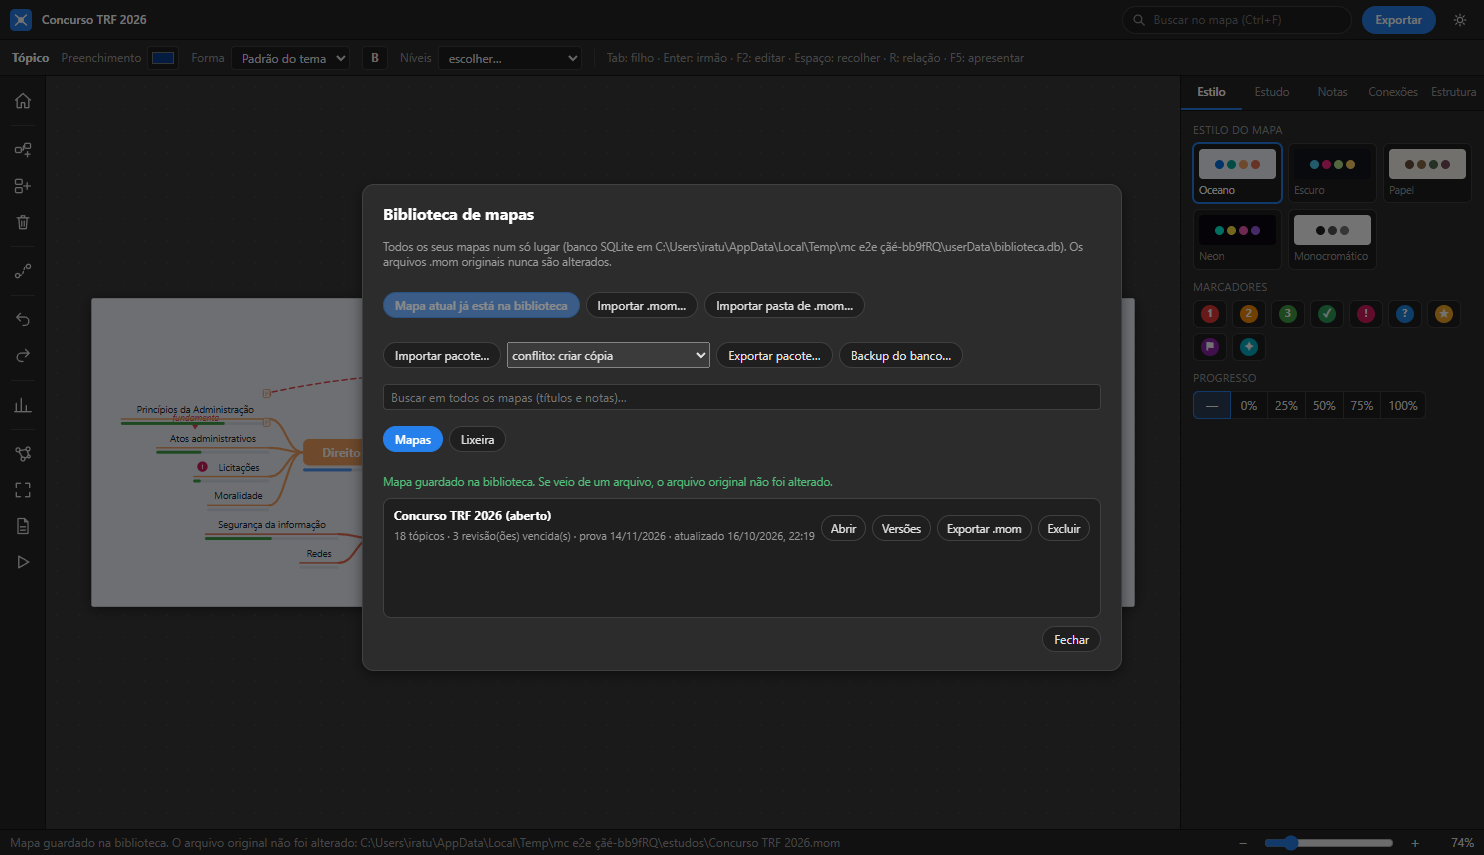 Concurso TRF 2026
Buscar no mapa (Ctrl+F)
Exportar
Tópico
Preenchimento
Forma
Padrão do tema
B
Níveis
escolher...
Tab: filho · Enter: irmão · F2: editar · Espaço: recolher · R: relação · F5: apresentar
Estilo
Estudo
Notas
Conexões
Estrutura
ESTILO DO MAPA
Oceano
Escuro
Papel
Neon
Monocromático
MARCADORES
1
2
3
!
?
PROGRESSO
—
0%
25%
50%
75%
100%
Princípios da Administração
fundamenta
Atos administrativos
Licitações
Moralidade
Segurança da informação
Redes
Direito
Biblioteca de mapas
Todos os seus mapas num só lugar (banco SQLite em C:\Users\iratu\AppData\Local\Temp\mc e2e çãé-bb9fRQ\userData\biblioteca.db). Os
arquivos .mom originais nunca são alterados.
Mapa atual já está na biblioteca
Importar .mom...
Importar pasta de .mom...
Importar pacote...
conflito: criar cópia
Exportar pacote...
Backup do banco...
Buscar em todos os mapas (títulos e notas)...
Mapas
Lixeira
Mapa guardado na biblioteca. Se veio de um arquivo, o arquivo original não foi alterado.
Concurso TRF 2026 (aberto)
18 tópicos · 3 revisão(ões) vencida(s) · prova 14/11/2026 · atualizado 16/10/2026, 22:19
Abrir
Versões
Exportar .mom
Excluir
Fechar
Mapa guardado na biblioteca. O arquivo original não foi alterado: C:\Users\iratu\AppData\Local\Temp\mc e2e çãé-bb9fRQ\estudos\Concurso TRF 2026.mom
−
+
74%